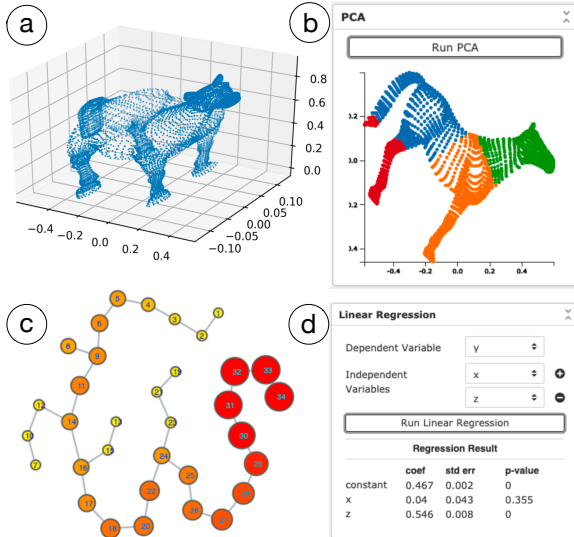 a
0.8
0.6
0.4
0.2
0.0
0.10
0.05
0.00
−0.05
−0.10
−0.4 −0.2 0.0 0.2 0.4
b
PCA
Run PCA
-0.4 -0.2 0.0 0.2 0.4
c
5
4
3
1
2
6
8
9
11
14
7
16
17
18
20
22
24
25
26
27
28
29
30
31
32
33
34
d
Linear Regression
Dependent Variable y
Independent x
Variables
z
Run Linear Regression
Regression Result
coef std err p-value
constant 0.467 0.002 0
x 0.04 0.043 0.355
z 0.546 0.008 0